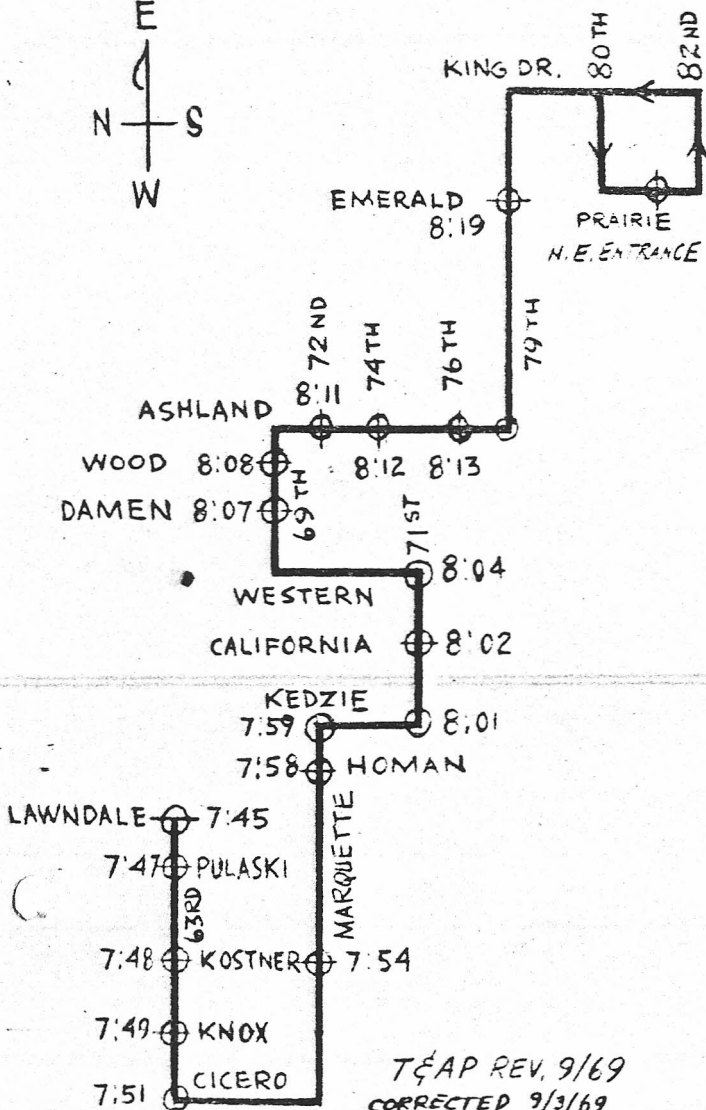 E
N S
W
KING DR.
80TH
82ND
EMERALD
8:19
PRAIRIE
N.E. ENTRANCE
79TH
72ND
74TH
76TH
8:11
ASHLAND
8:12
8:13
WOOD 8:08
DAMEN 8:07
69TH
71ST
8:04
WESTERN
CALIFORNIA 8:02
KEDZIE
7:59
8:01
7:58 HOMAN
LAWNDALE 7:45
MARQUETTE
7:47 PULASKI
63RD
7:48 KOSTNER 7:54
7:49 KNOX
7:51 CICERO
T&AP REV. 9/69
CORRECTED 9/3/69